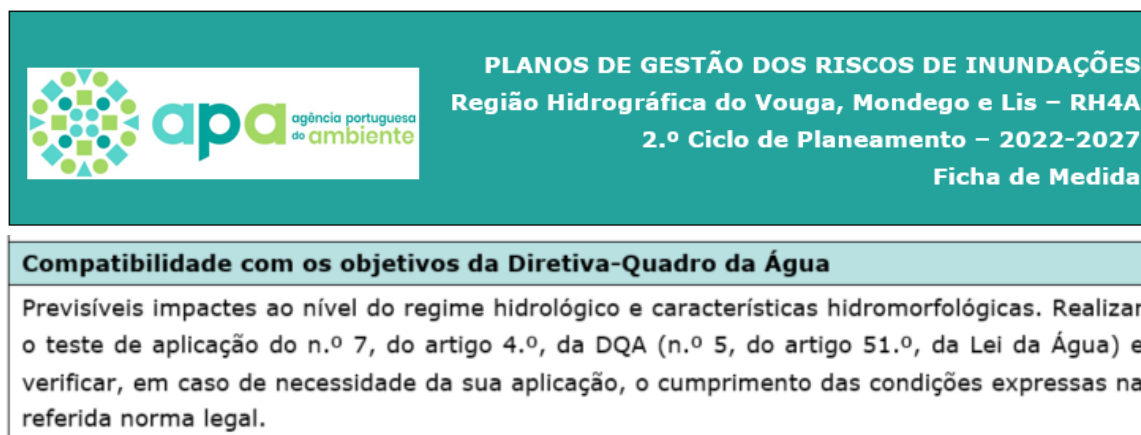 PLANOS DE GESTÃO DOS RISCOS DE INUNDAÇÕES
Região Hidrográfica do Vouga, Mondego e Lis – RH4A
2.º Ciclo de Planeamento – 2022-2027
Ficha de Medida
apa agência portuguesa
do ambiente
Compatibilidade com os objetivos da Diretiva-Quadro da Água
Previsíveis impactes ao nível do regime hidrológico e características hidromorfológicas. Realizar
o teste de aplicação do n.º 7, do artigo 4.º, da DQA (n.º 5, do artigo 51.º, da Lei da Água) e
verificar, em caso de necessidade da sua aplicação, o cumprimento das condições expressas na
referida norma legal.